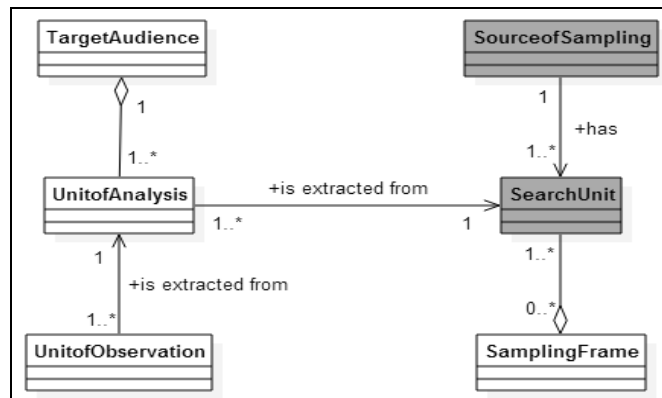 TargetAudience
SourceofSampling
1
1
+has
1..*
1..*
UnitofAnalysis
+is extracted from
SearchUnit
1..*
1
1
1..*
+is extracted from
1..*
0..*
UnitofObservation
SamplingFrame